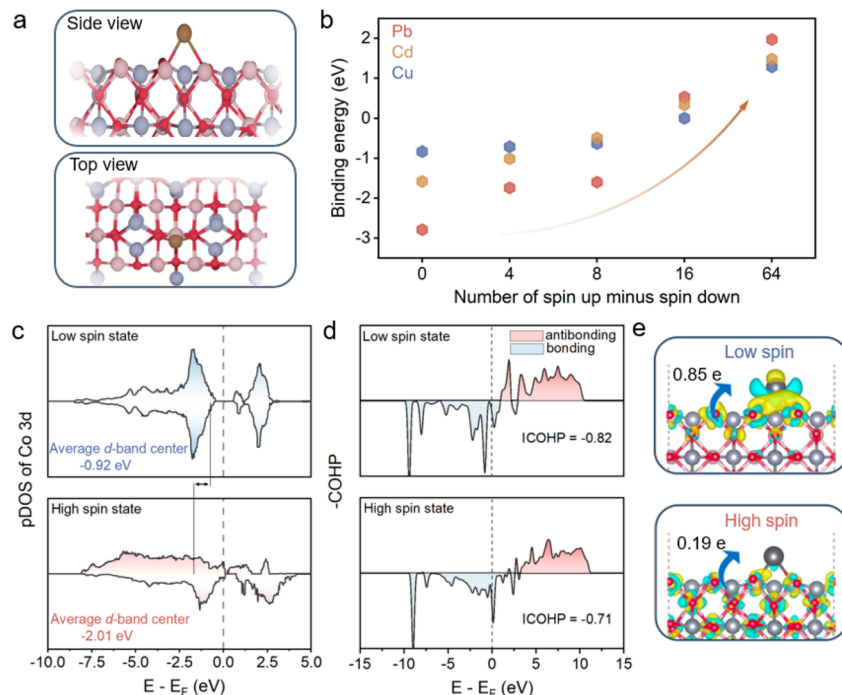 a
Side view
Top view
b
Pb
Cd
Cu
Binding energy (eV)
2
1
0
-1
-2
-3
0 4 8 16 64
Number of spin up minus spin down
c
pDOS of Co 3d
Low spin state
Average d-band center
-0.92 eV
High spin state
Average d-band center
-2.01 eV
-10.0 -7.5 -5.0 -2.5 0.0 2.5 5.0
E - EF (eV)
d
-COHP
Low spin state
antibonding
bonding
ICOHP = -0.82
High spin state
ICOHP = -0.71
-15 -10 -5 0 5 10 15
E - EF (eV)
e
Low spin
0.85 e
High spin
0.19 e